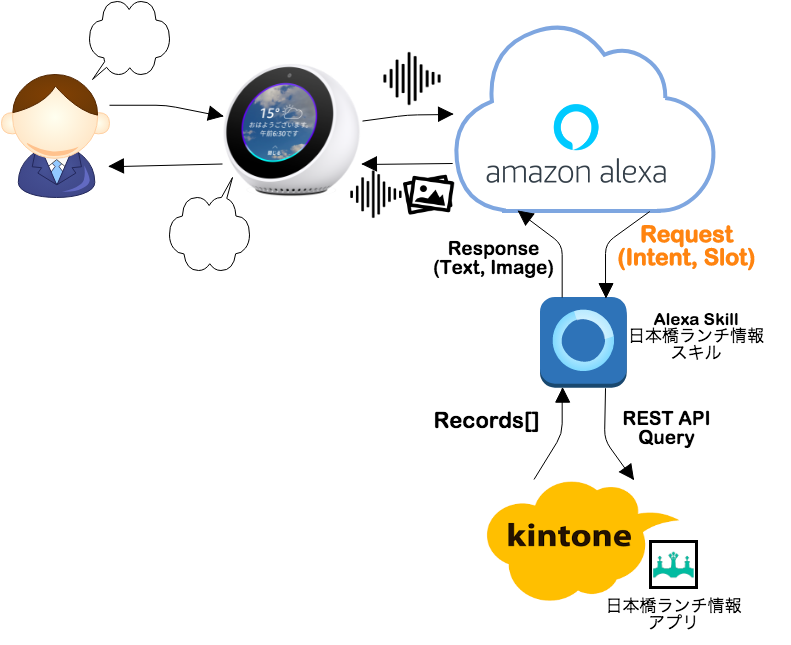 15°
おはようございます。
午前6:30です
amazon alexa
Response
(Text, Image)
Request
(Intent, Slot)
Alexa Skill
日本橋ランチ情報
スキル
Records[]
REST API
Query
kintone
日本橋ランチ情報
アプリ